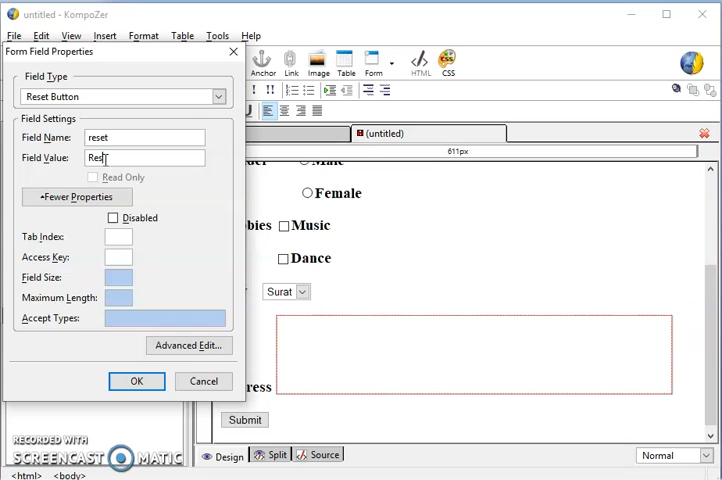 untitled - KompoZer
File Edit View Insert Format Table Tools Help
Form Field Properties
Anchor Link Image Table Form HTML CSS
Field Type
Reset Button
Field Settings
Field Name: reset
Field Value: Res
Read Only
Fewer Properties
Disabled
Tab Index:
Access Key:
Field Size:
Maximum Length:
Accept Types:
Advanced Edit...
OK Cancel
(untitled)
611px
Male
Female
bies Music
Dance
Surat
ress
Submit
RECORDED WITH
SCREENCAST MATIC
Design Split Source
Normal
<html> <body>